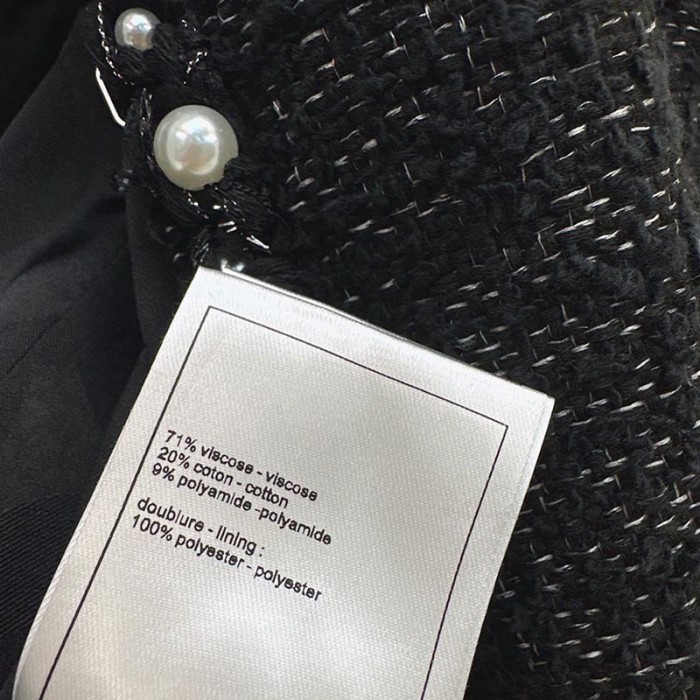 71% viscose - viscose
20% coton - cotton
9% polyamide -polyamide
doublure - lining :
100% polyester - polyester